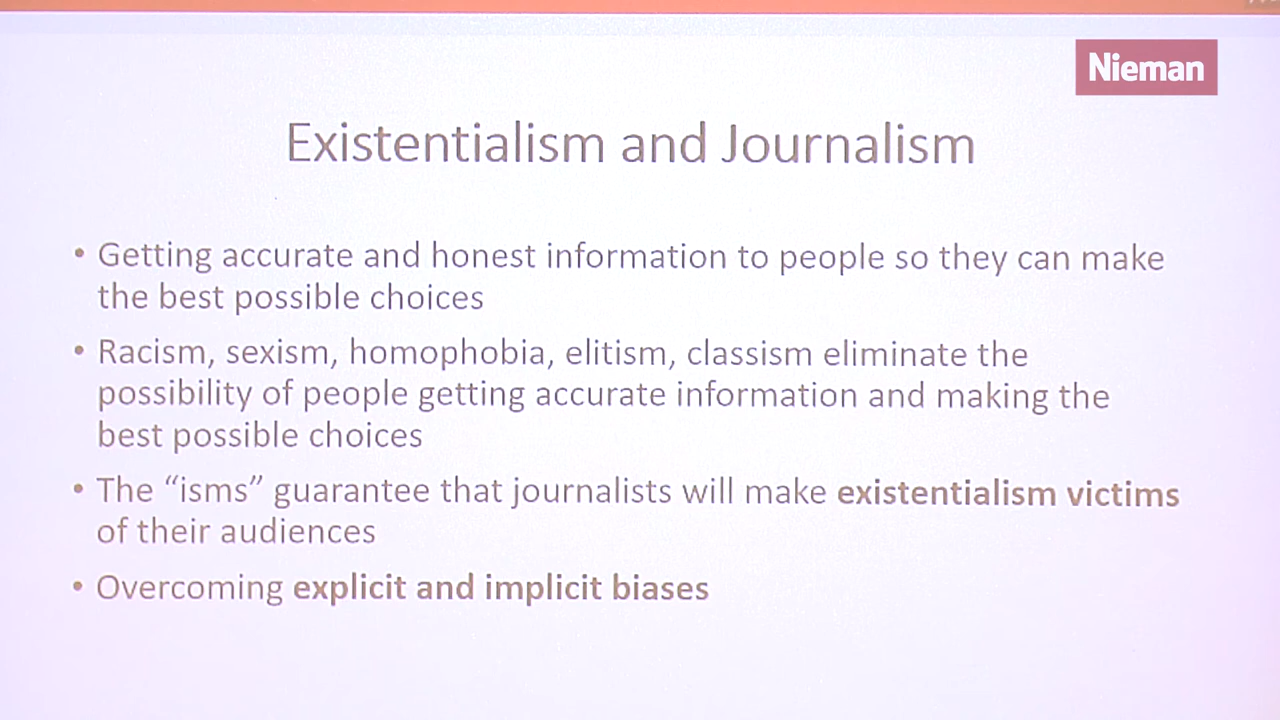 Nieman
Existentialism and Journalism
• Getting accurate and honest information to people so they can make
the best possible choices
• Racism, sexism, homophobia, elitism, classism eliminate the
possibility of people getting accurate information and making the
best possible choices
• The “isms” guarantee that journalists will make existentialism victims
of their audiences
• Overcoming explicit and implicit biases